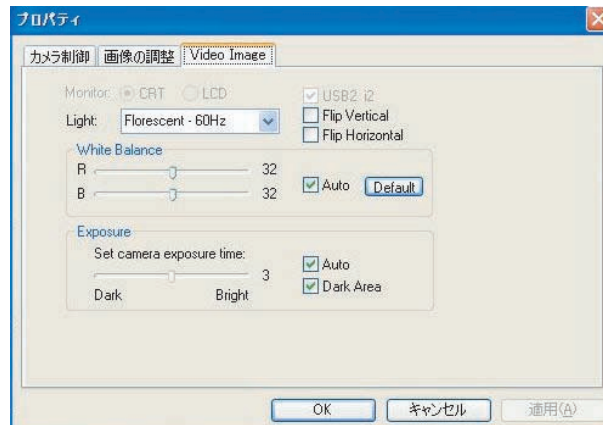 プロパティ
カメラ制御 画像の調整 Video Image
Monitor: CRT LCD
USB2 i2
Light: Florescent - 60Hz
Flip Vertical
Flip Horizontal
White Balance
R 32
B 32
Auto Default
Exposure
Set camera exposure time:
3
Auto
Dark Area
Dark Bright
OK キャンセル 適用(A)